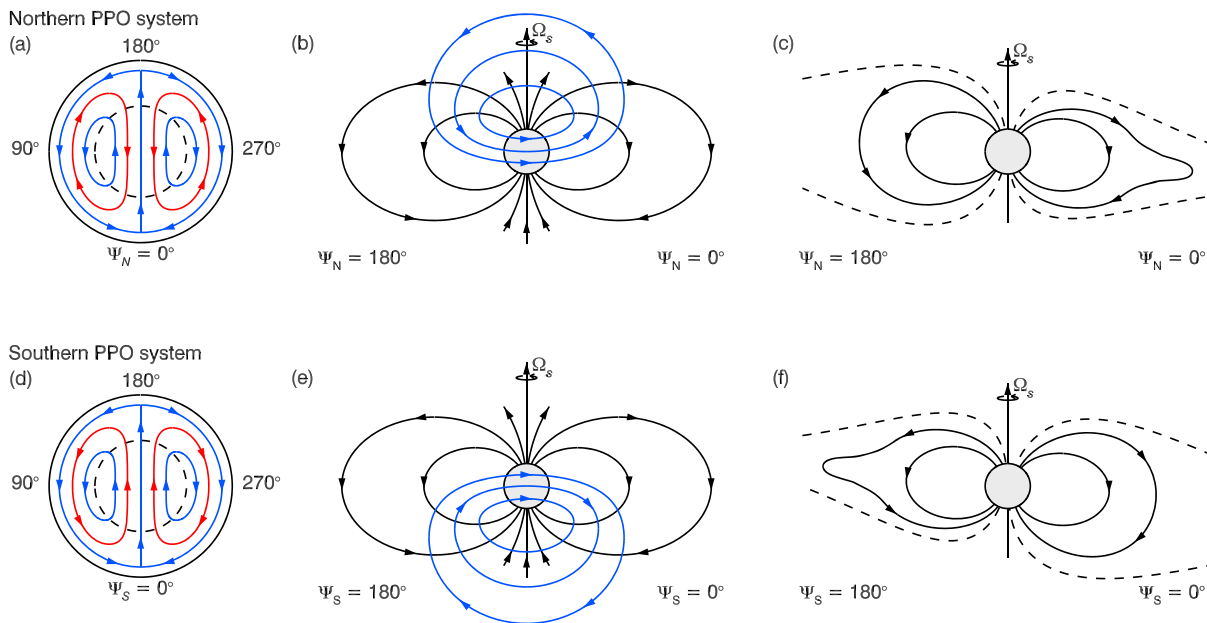 Northern PPO system
(a)
180°
90°
270°
Ψ_N = 0°
(b)
Ω_s
Ψ_N = 180°
Ψ_N = 0°
(c)
Ω_s
Ψ_N = 180°
Ψ_N = 0°
Southern PPO system
(d)
180°
90°
270°
Ψ_S = 0°
(e)
Ω_s
Ψ_S = 180°
Ψ_S = 0°
(f)
Ω_s
Ψ_S = 180°
Ψ_S = 0°